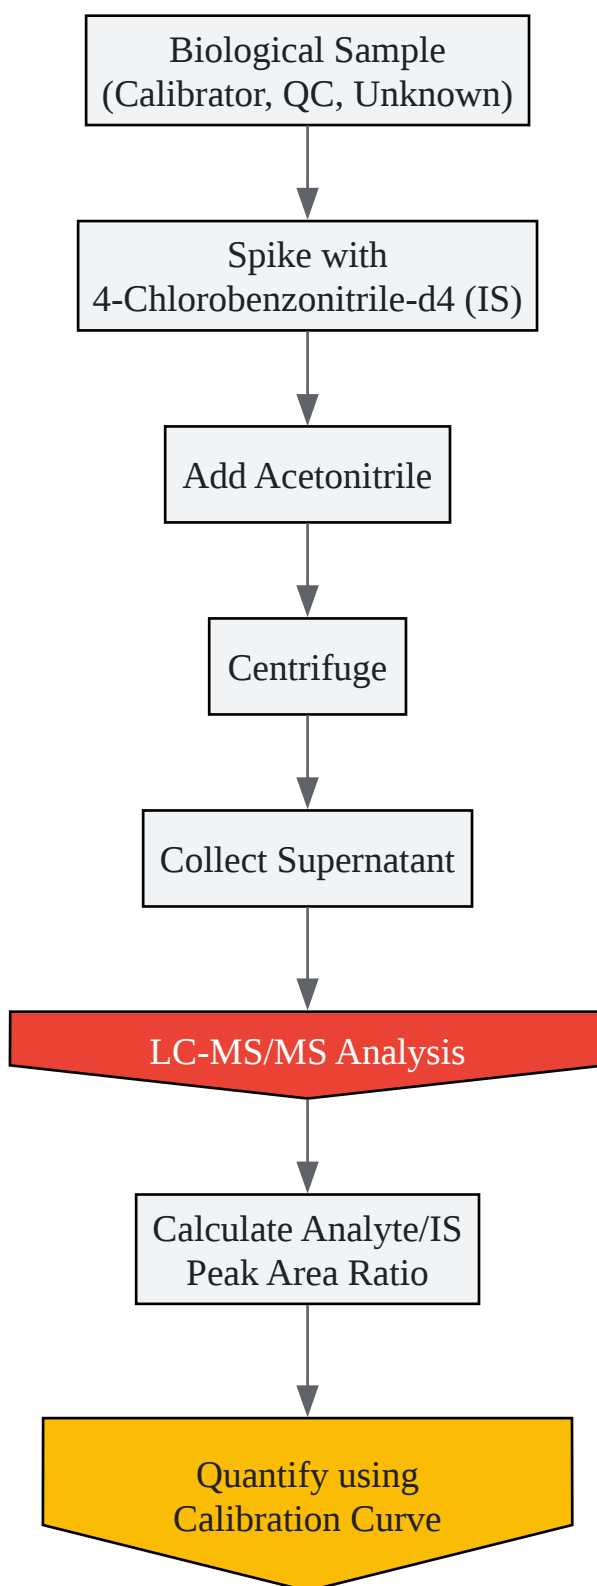 Biological Sample
(Calibrator, QC, Unknown)
Spike with
4-Chlorobenzonitrile-d4 (IS)
Add Acetonitrile
Centrifuge
Collect Supernatant
LC-MS/MS Analysis
Calculate Analyte/IS
Peak Area Ratio
Quantify using
Calibration Curve